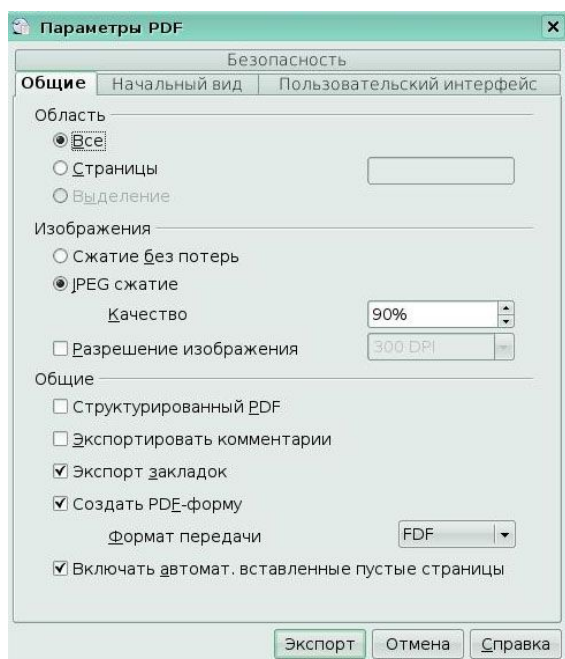 Параметры PDF
Безопасность
Общие Начальный вид Пользовательский интерфейс
Область
Все
Страницы
Выделение
Изображения
Сжатие без потерь
JPEG сжатие
Качество 90%
Разрешение изображения 300 DPI
Общие
Структурированный PDF
Экспортировать комментарии
Экспорт закладок
Создать PDF-форму
Формат передачи FDF
Включать автомат. вставленные пустые страницы
Экспорт Отмена Справка